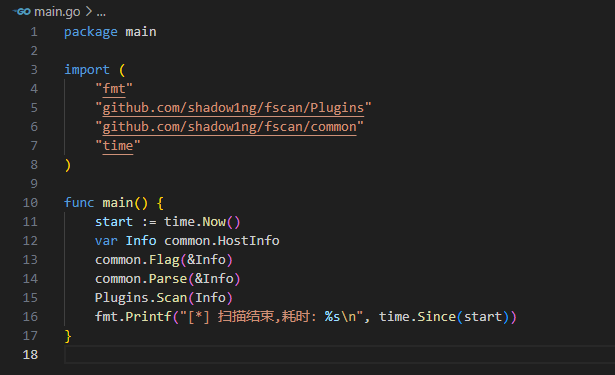 main.go > ...
1 package main
2
3 import (
4 "fmt"
5 "github.com/shadow1ng/fscan/Plugins"
6 "github.com/shadow1ng/fscan/common"
7 "time"
8 )
9
10 func main() {
11 start := time.Now()
12 var Info common.HostInfo
13 common.Flag(&Info)
14 common.Parse(&Info)
15 Plugins.Scan(Info)
16 fmt.Printf("[*] 扫描结束,耗时: %s\n", time.Since(start))
17 }
18